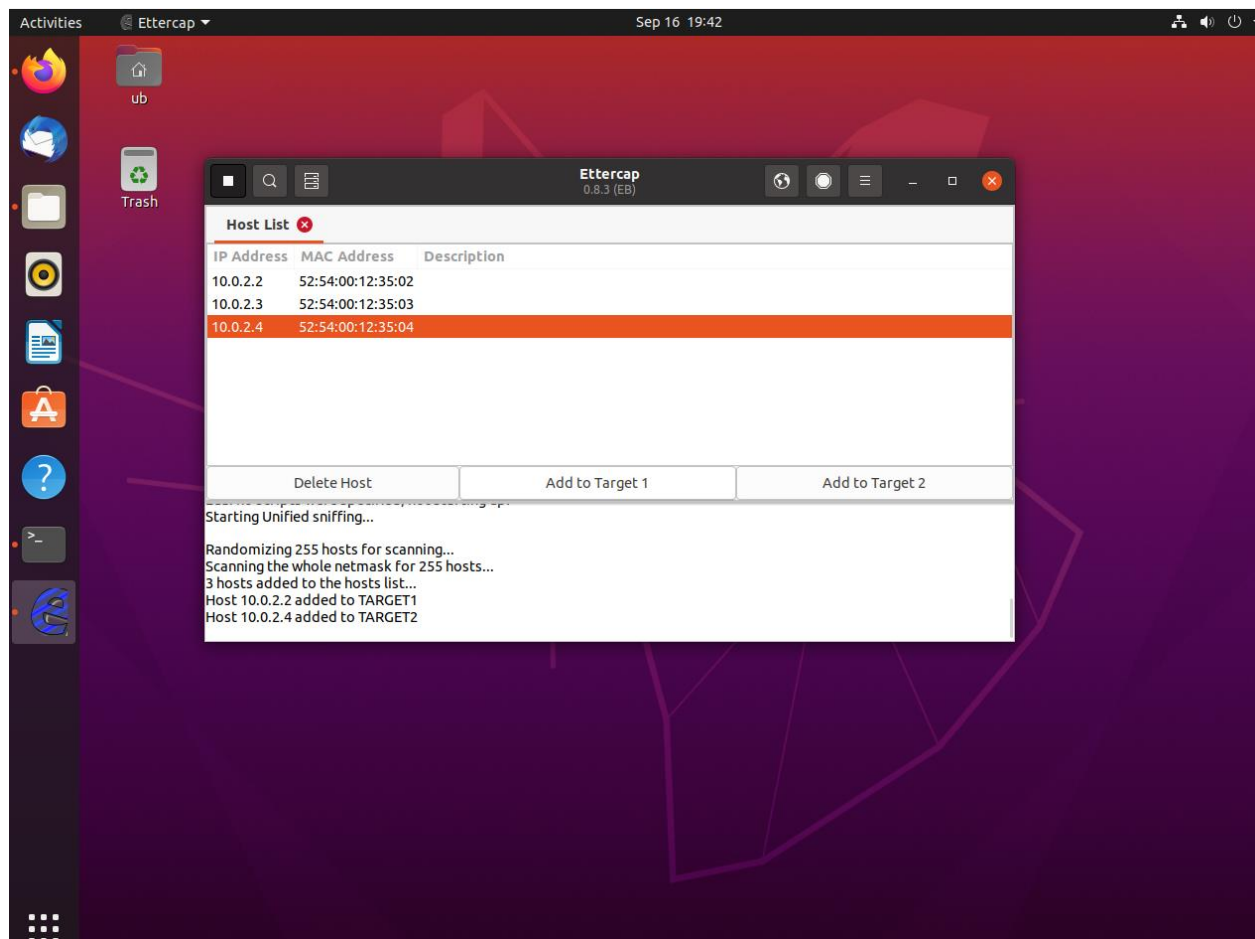 Activities Ettercap Sep 16 19:42
ub
Trash
Ettercap
0.8.3 (EB)
Host List
IP Address MAC Address Description
10.0.2.2 52:54:00:12:35:02
10.0.2.3 52:54:00:12:35:03
10.0.2.4 52:54:00:12:35:04
Delete Host Add to Target 1 Add to Target 2
Starting Unified sniffing...
Randomizing 255 hosts for scanning...
Scanning the whole netmask for 255 hosts...
3 hosts added to the hosts list...
Host 10.0.2.2 added to TARGET1
Host 10.0.2.4 added to TARGET2